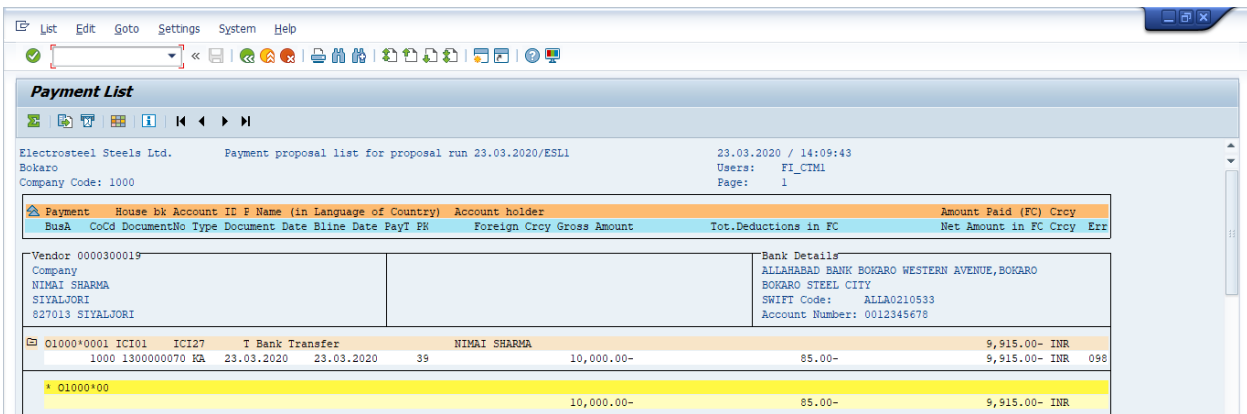 List Edit Goto Settings System Help
Payment List
Electrosteel Steels Ltd. Payment proposal list for proposal run 23.03.2020/ESL1 23.03.2020 / 14:09:43
Bokaro Users: FI_CTM1
Company Code: 1000 Page: 1
Payment House bk Account ID P Name (in Language of Country) Account holder Amount Paid (FC) Crcy
BusA CoCd DocumentNo Type Document Date Bline Date PayT PK Foreign Crcy Gross Amount Tot.Deductions in FC Net Amount in FC Crcy Err
Vendor 0000300019 Bank Details
Company ALLAHABAD BANK BOKARO WESTERN AVENUE,BOKARO
NIMAI SHARMA BOKARO STEEL CITY
SIYALJORI SWIFT Code: ALLA0210533
827013 SIYALJORI Account Number: 0012345678
O1000*0001 ICI01 ICI27 T Bank Transfer NIMAI SHARMA 9,915.00- INR
1000 1300000070 KA 23.03.2020 23.03.2020 39 10,000.00- 85.00- 9,915.00- INR 098
* O1000*00
10,000.00- 85.00- 9,915.00- INR